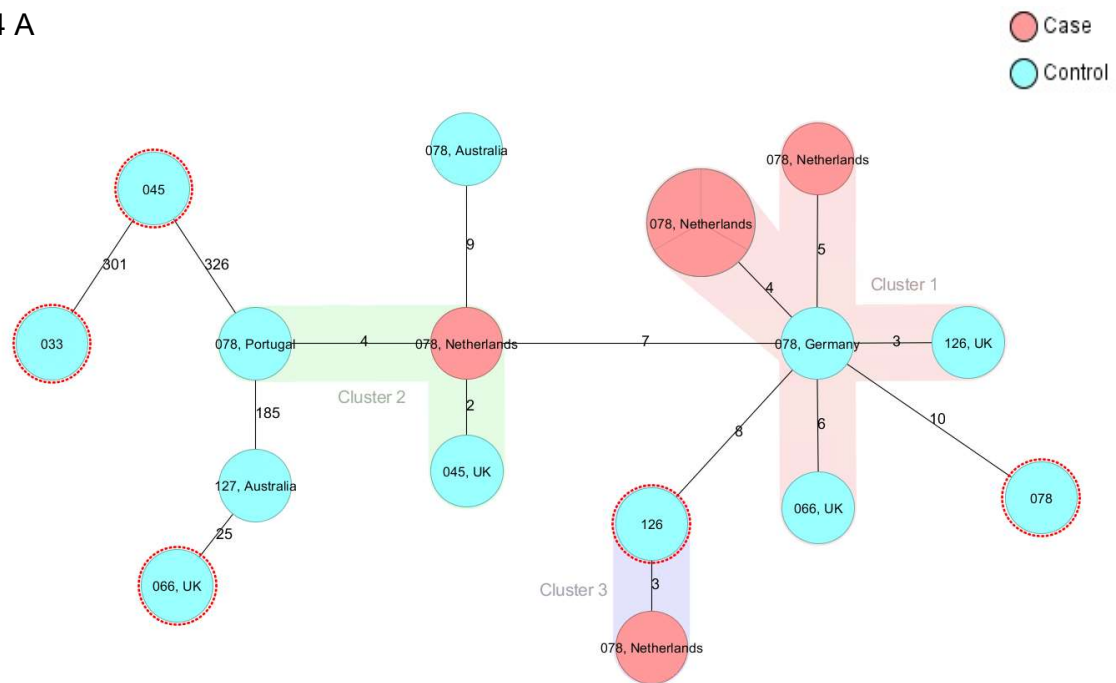 4 A
Case
Control
078, Australia
078, Netherlands
045
078, Netherlands
9
5
301
326
4
Cluster 1
033
078, Portugal
4
078, Netherlands
7
078, Germany
3
126, UK
Cluster 2
185
2
6
10
8
045, UK
127, Australia
078
066, UK
126
25
066, UK
3
Cluster 3
078, Netherlands